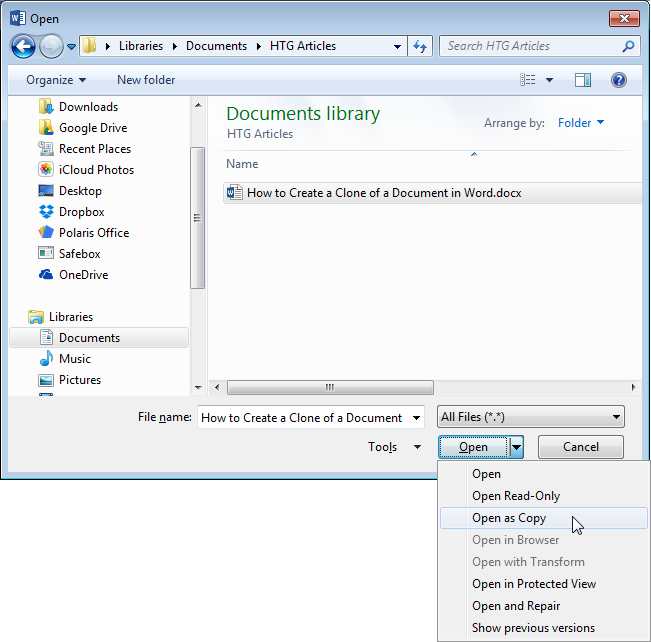 Open
Libraries Documents HTG Articles Search HTG Articles
Organize New folder
Downloads
Google Drive
Recent Places
iCloud Photos
Desktop
Dropbox
Polaris Office
Safebox
OneDrive
Libraries
Documents
Music
Pictures
Documents library
HTG Articles
Arrange by: Folder
Name
How to Create a Clone of a Document in Word.docx
File name: How to Create a Clone of a Document All Files (*.*)
Tools Open Cancel
Open
Open Read-Only
Open as Copy
Open in Browser
Open with Transform
Open in Protected View
Open and Repair
Show previous versions